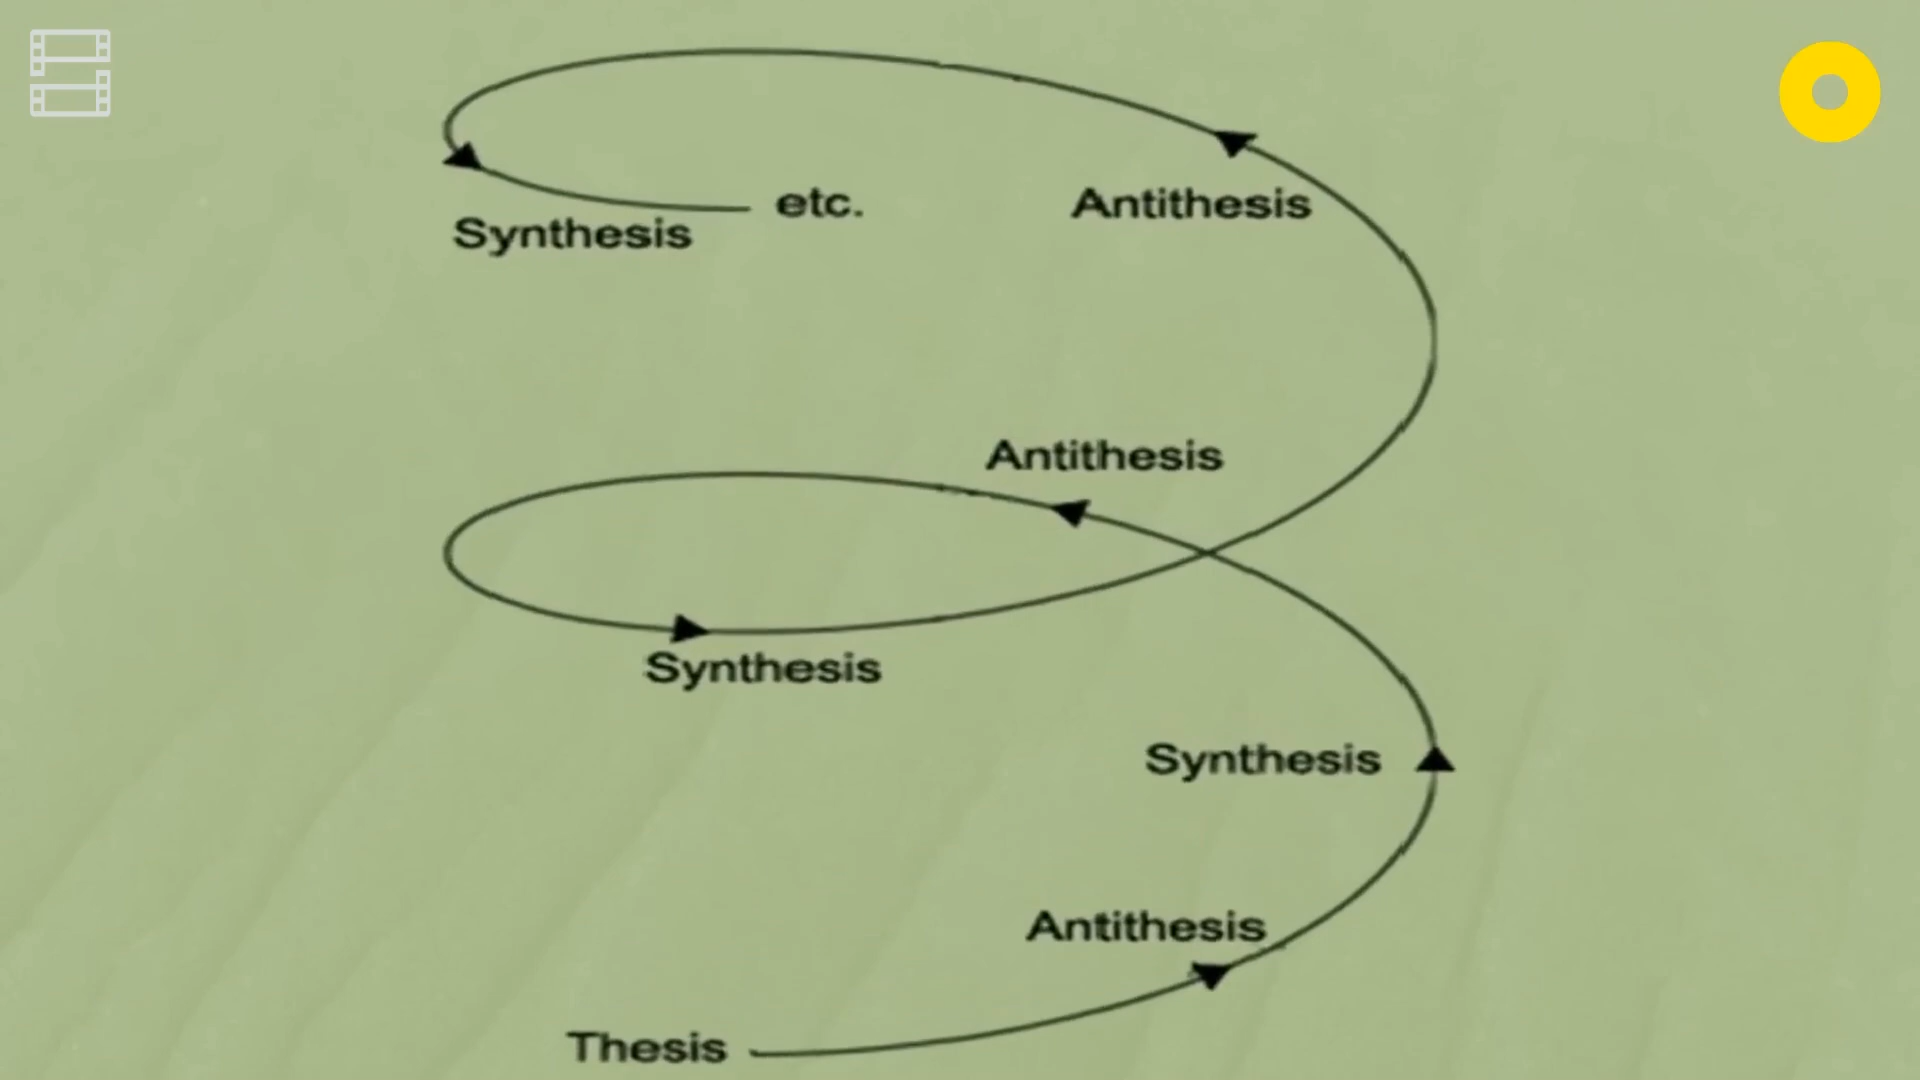 etc.
Antithesis
Synthesis
Antithesis
Synthesis
Synthesis
Antithesis
Thesis